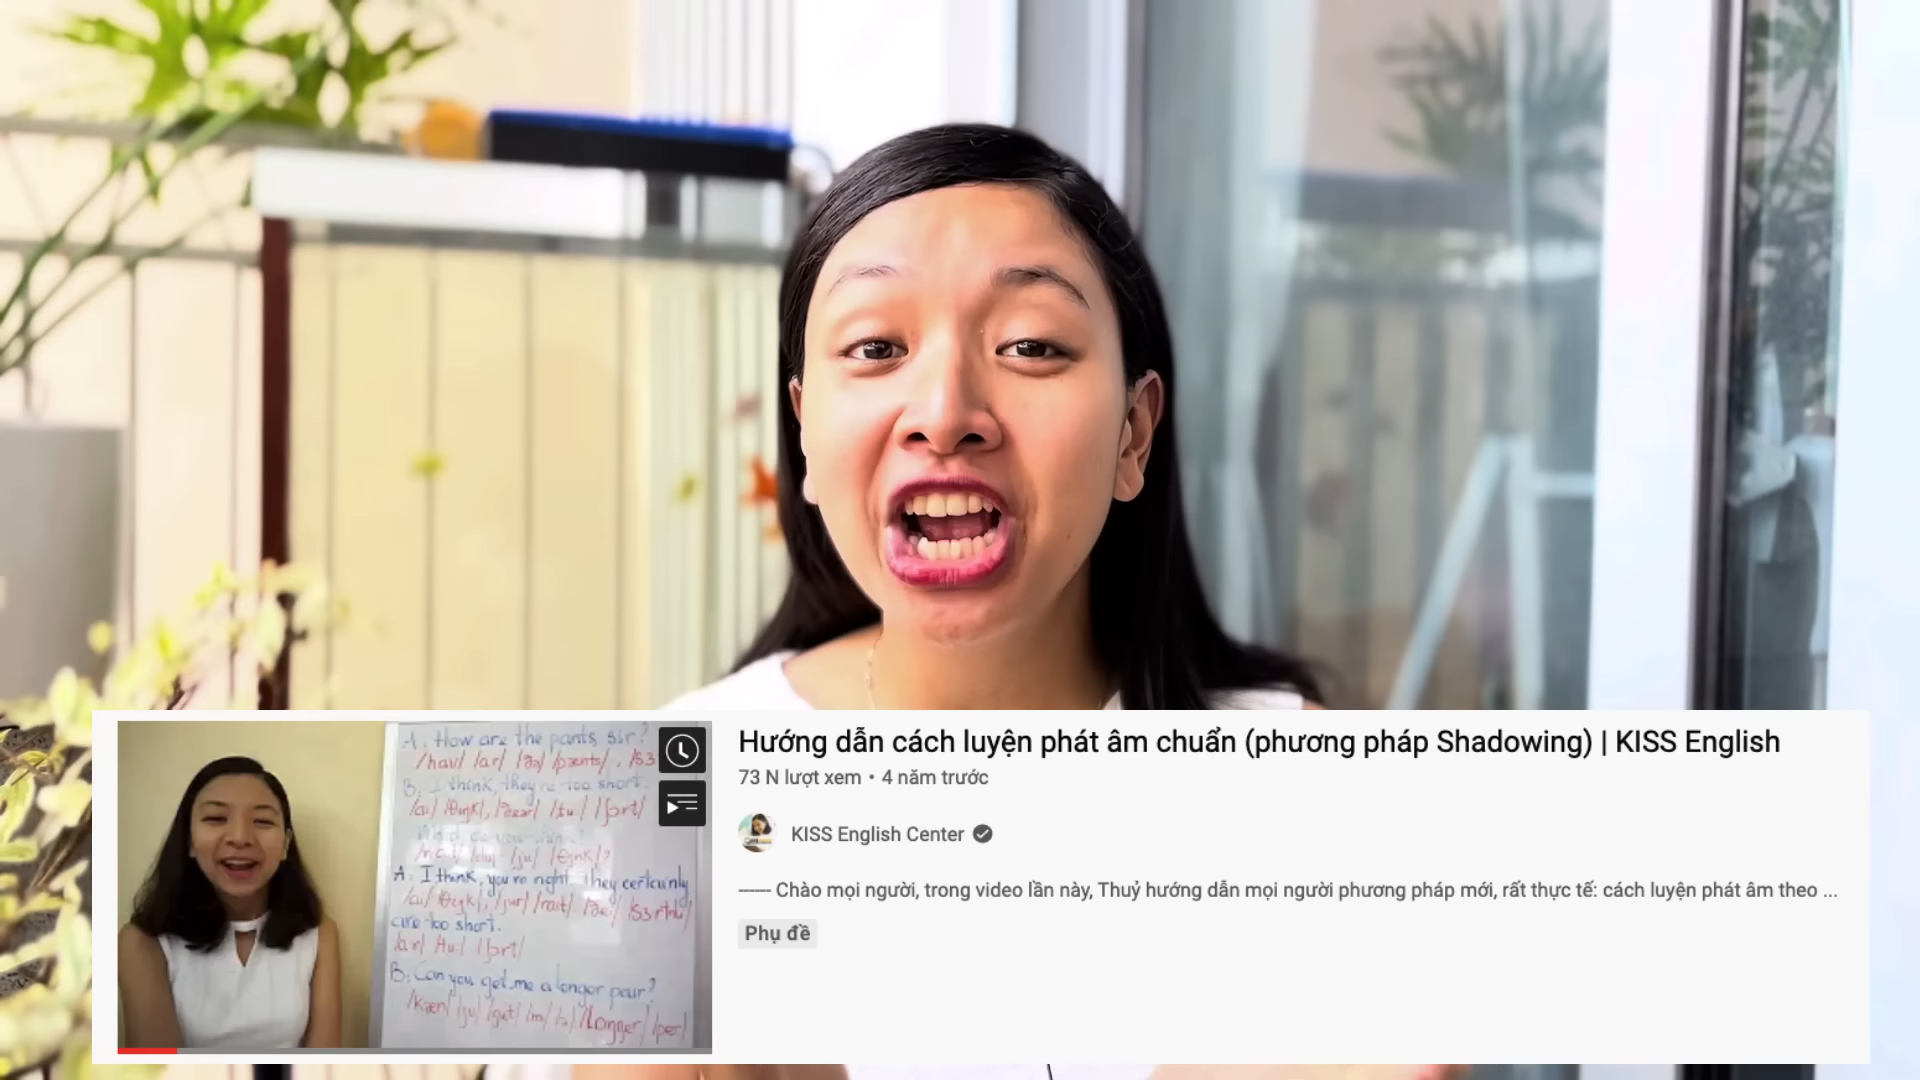 Hướng dẫn cách luyện phát âm chuẩn (phương pháp Shadowing) | KISS English
73 N lượt xem • 4 năm trước
KISS English Center
------ Chào mọi người, trong video lần này, Thuỷ hướng dẫn mọi người phương pháp mới, rất thực tế: cách luyện phát âm theo ...
Phụ đề
A: How are the pants, sir?
B: I think, they're too short.
A: I think, you're right. They certainly
are too short.
B: Can you get me a longer pair?